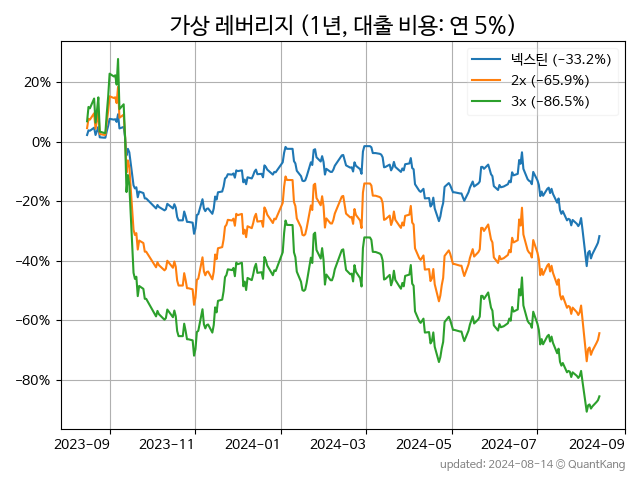 가상 레버리지 (1년, 대출 비용: 연 5%)
넥스틴 (−33.2%)
2x (−65.9%)
3x (−86.5%)
20%
0%
−20%
−40%
−60%
−80%
2023−09 2023−11 2024−01 2024−03 2024−05 2024−07 2024−09
updated: 2024-08-14 © QuantKang